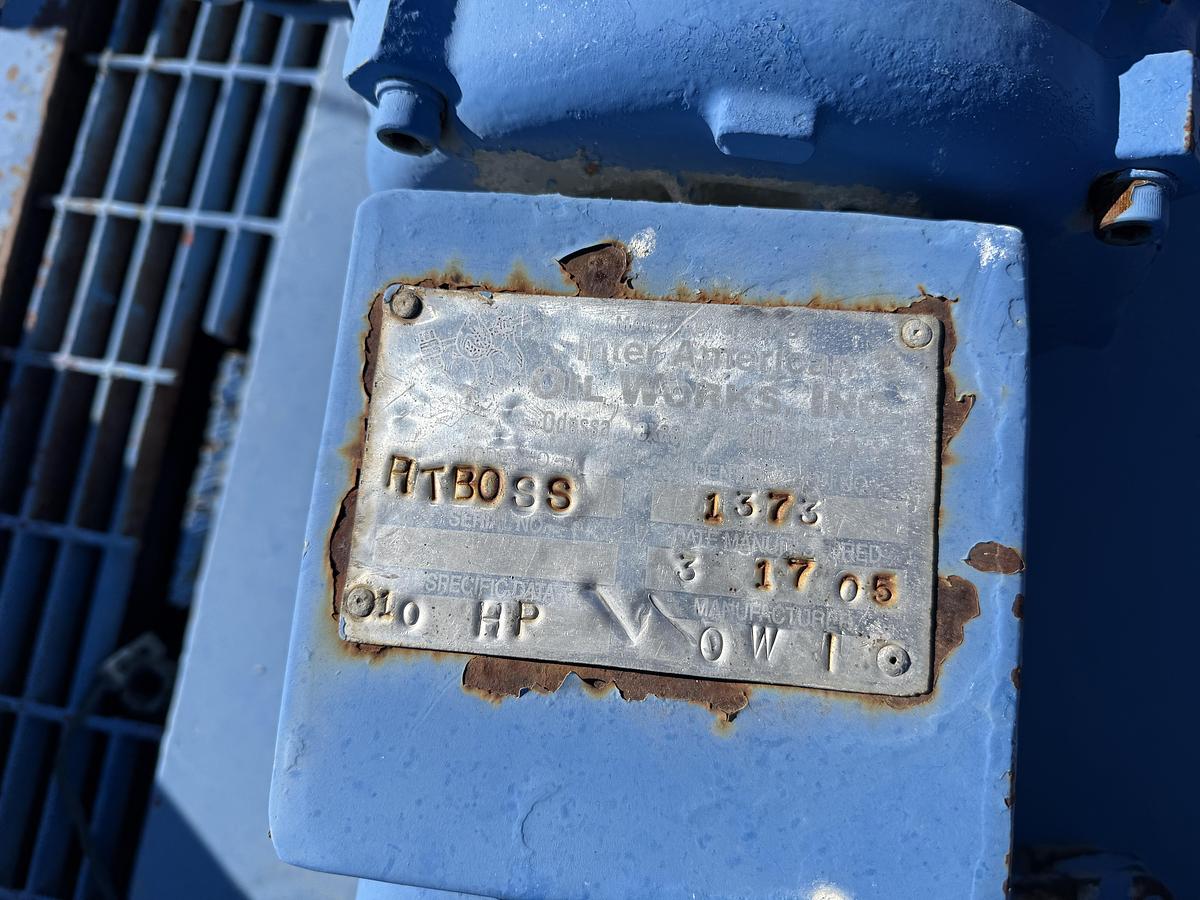 Inter American
OIL WORKS, INC
Odessa
RTBOSS
1373
SERIAL NO.
DATE MANUFACTURED
3 17 05
SPECIFIC DATA
MANUFACTURER
10 HP
OWI